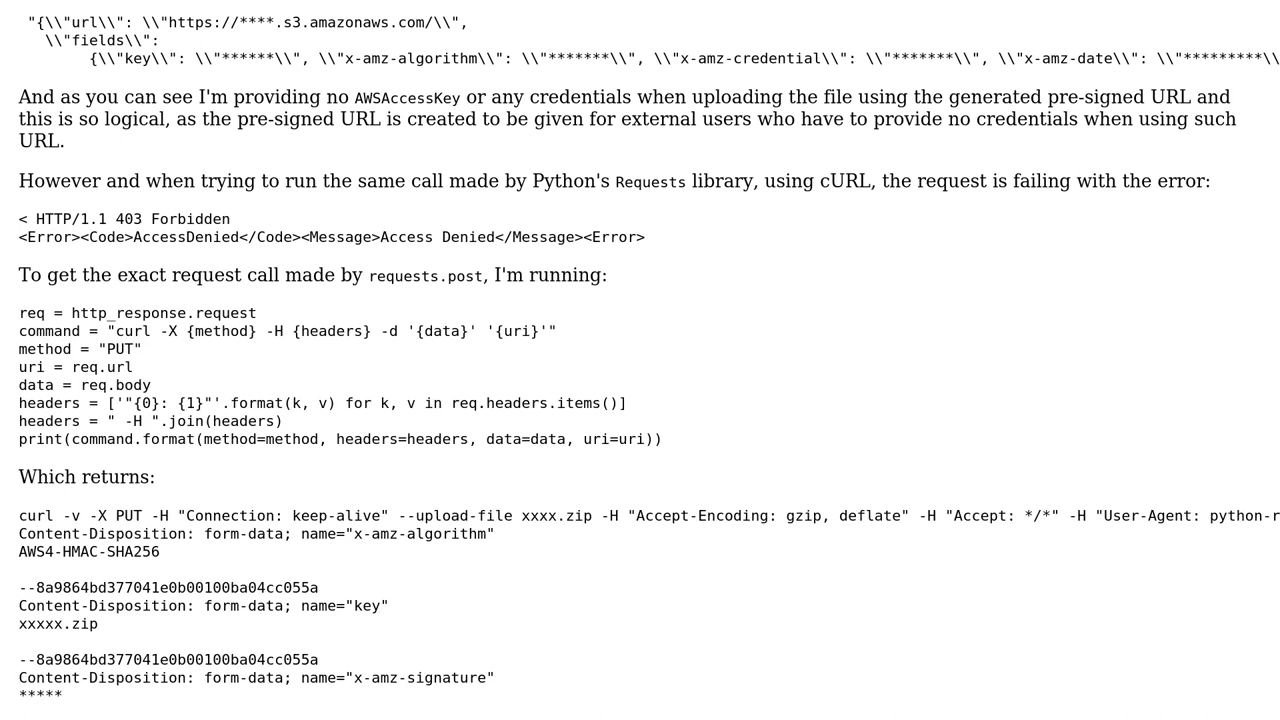 "{\\"url\\": \\"https://****.s3.amazonaws.com/\\",
\\"fields\\":
{\\"key\\": \\"******\\", \\"x-amz-algorithm\\": \\"*******\\", \\"x-amz-credential\\": \\"*******\\", \\"x-amz-date\\": \\"*********\\
And as you can see I'm providing no AWSAccessKey or any credentials when uploading the file using the generated pre-signed URL and
this is so logical, as the pre-signed URL is created to be given for external users who have to provide no credentials when using such
URL.
However and when trying to run the same call made by Python's Requests library, using cURL, the request is failing with the error:
< HTTP/1.1 403 Forbidden
<Error><Code>AccessDenied</Code><Message>Access Denied</Message><Error>
To get the exact request call made by requests.post, I'm running:
req = http_response.request
command = "curl -X {method} -H {headers} -d '{data}' '{uri}'"
method = "PUT"
uri = req.url
data = req.body
headers = ['"{0}: {1}"'.format(k, v) for k, v in req.headers.items()]
headers = " -H ".join(headers)
print(command.format(method=method, headers=headers, data=data, uri=uri))
Which returns:
curl -v -X PUT -H "Connection: keep-alive" --upload-file xxxx.zip -H "Accept-Encoding: gzip, deflate" -H "Accept: */*" -H "User-Agent: python-r
Content-Disposition: form-data; name="x-amz-algorithm"
AWS4-HMAC-SHA256
--8a9864bd377041e0b00100ba04cc055a
Content-Disposition: form-data; name="key"
xxxxx.zip
--8a9864bd377041e0b00100ba04cc055a
Content-Disposition: form-data; name="x-amz-signature"
*****